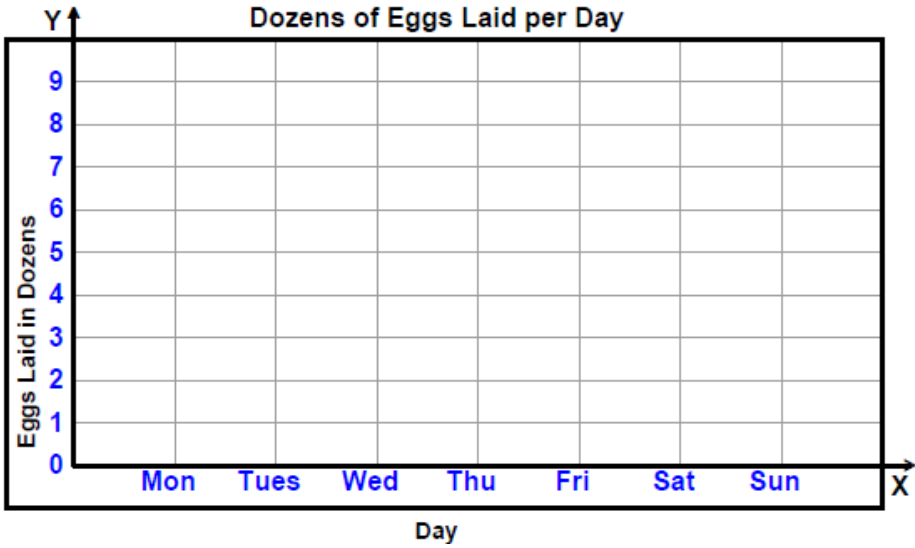 Y
Dozens of Eggs Laid per Day
Eggs Laid in Dozens
9
8
7
6
5
4
3
2
1
0
Mon Tues Wed Thu Fri Sat Sun
X
Day